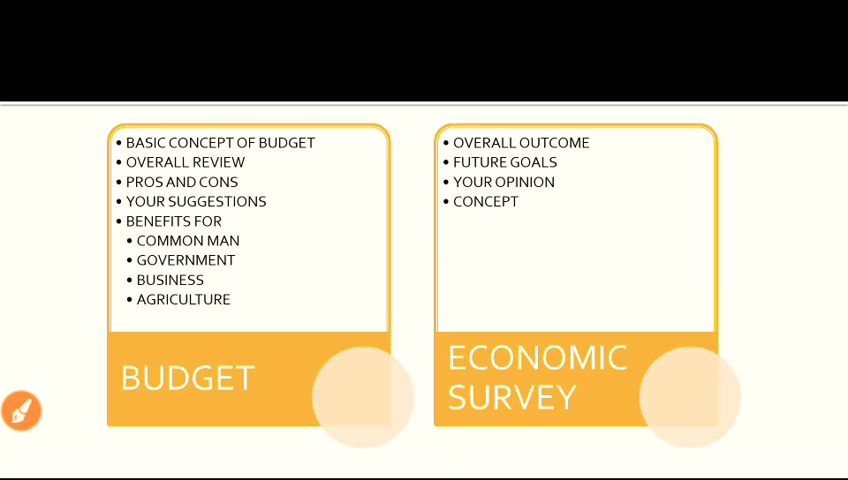 • BASIC CONCEPT OF BUDGET
• OVERALL REVIEW
• PROS AND CONS
• YOUR SUGGESTIONS
• BENEFITS FOR
• COMMON MAN
• GOVERNMENT
• BUSINESS
• AGRICULTURE
BUDGET
• OVERALL OUTCOME
• FUTURE GOALS
• YOUR OPINION
• CONCEPT
ECONOMIC
SURVEY